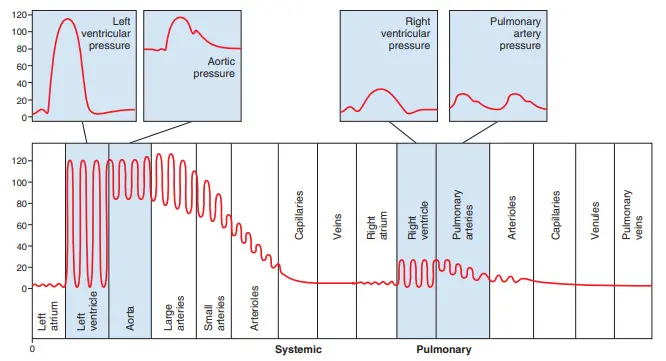 120
100
80
60
40
20
0
Left
ventricular
pressure
Aortic
pressure
Right
ventricular
pressure
Pulmonary
artery
pressure
120
100
80
60
40
20
0
Left
atrium
Left
ventricle
Aorta
Large
arteries
Small
arteries
Arterioles
Capillaries
Veins
Right
atrium
Right
ventricle
Pulmonary
arteries
Arterioles
Capillary
Venules
Pulmonary
veins
0
Systemic
Pulmonary